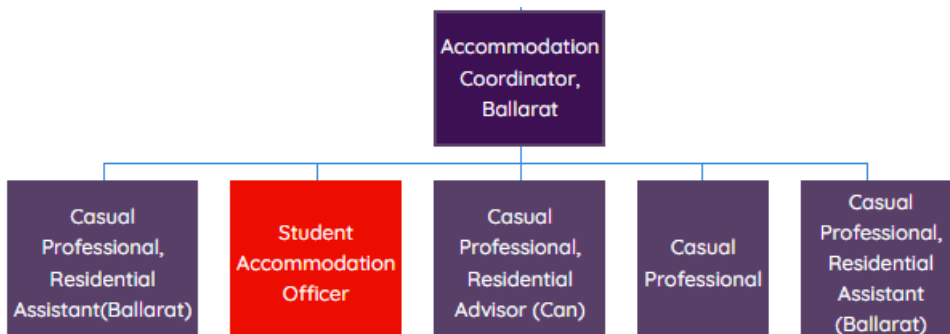 Accommodation
Coordinator,
Ballarat
Casual
Professional,
Residential
Assistant(Ballarat)
Student
Accommodation
Officer
Casual
Professional,
Residential
Advisor (Can)
Casual
Professional
Casual
Professional,
Residential
Assistant
(Ballarat)